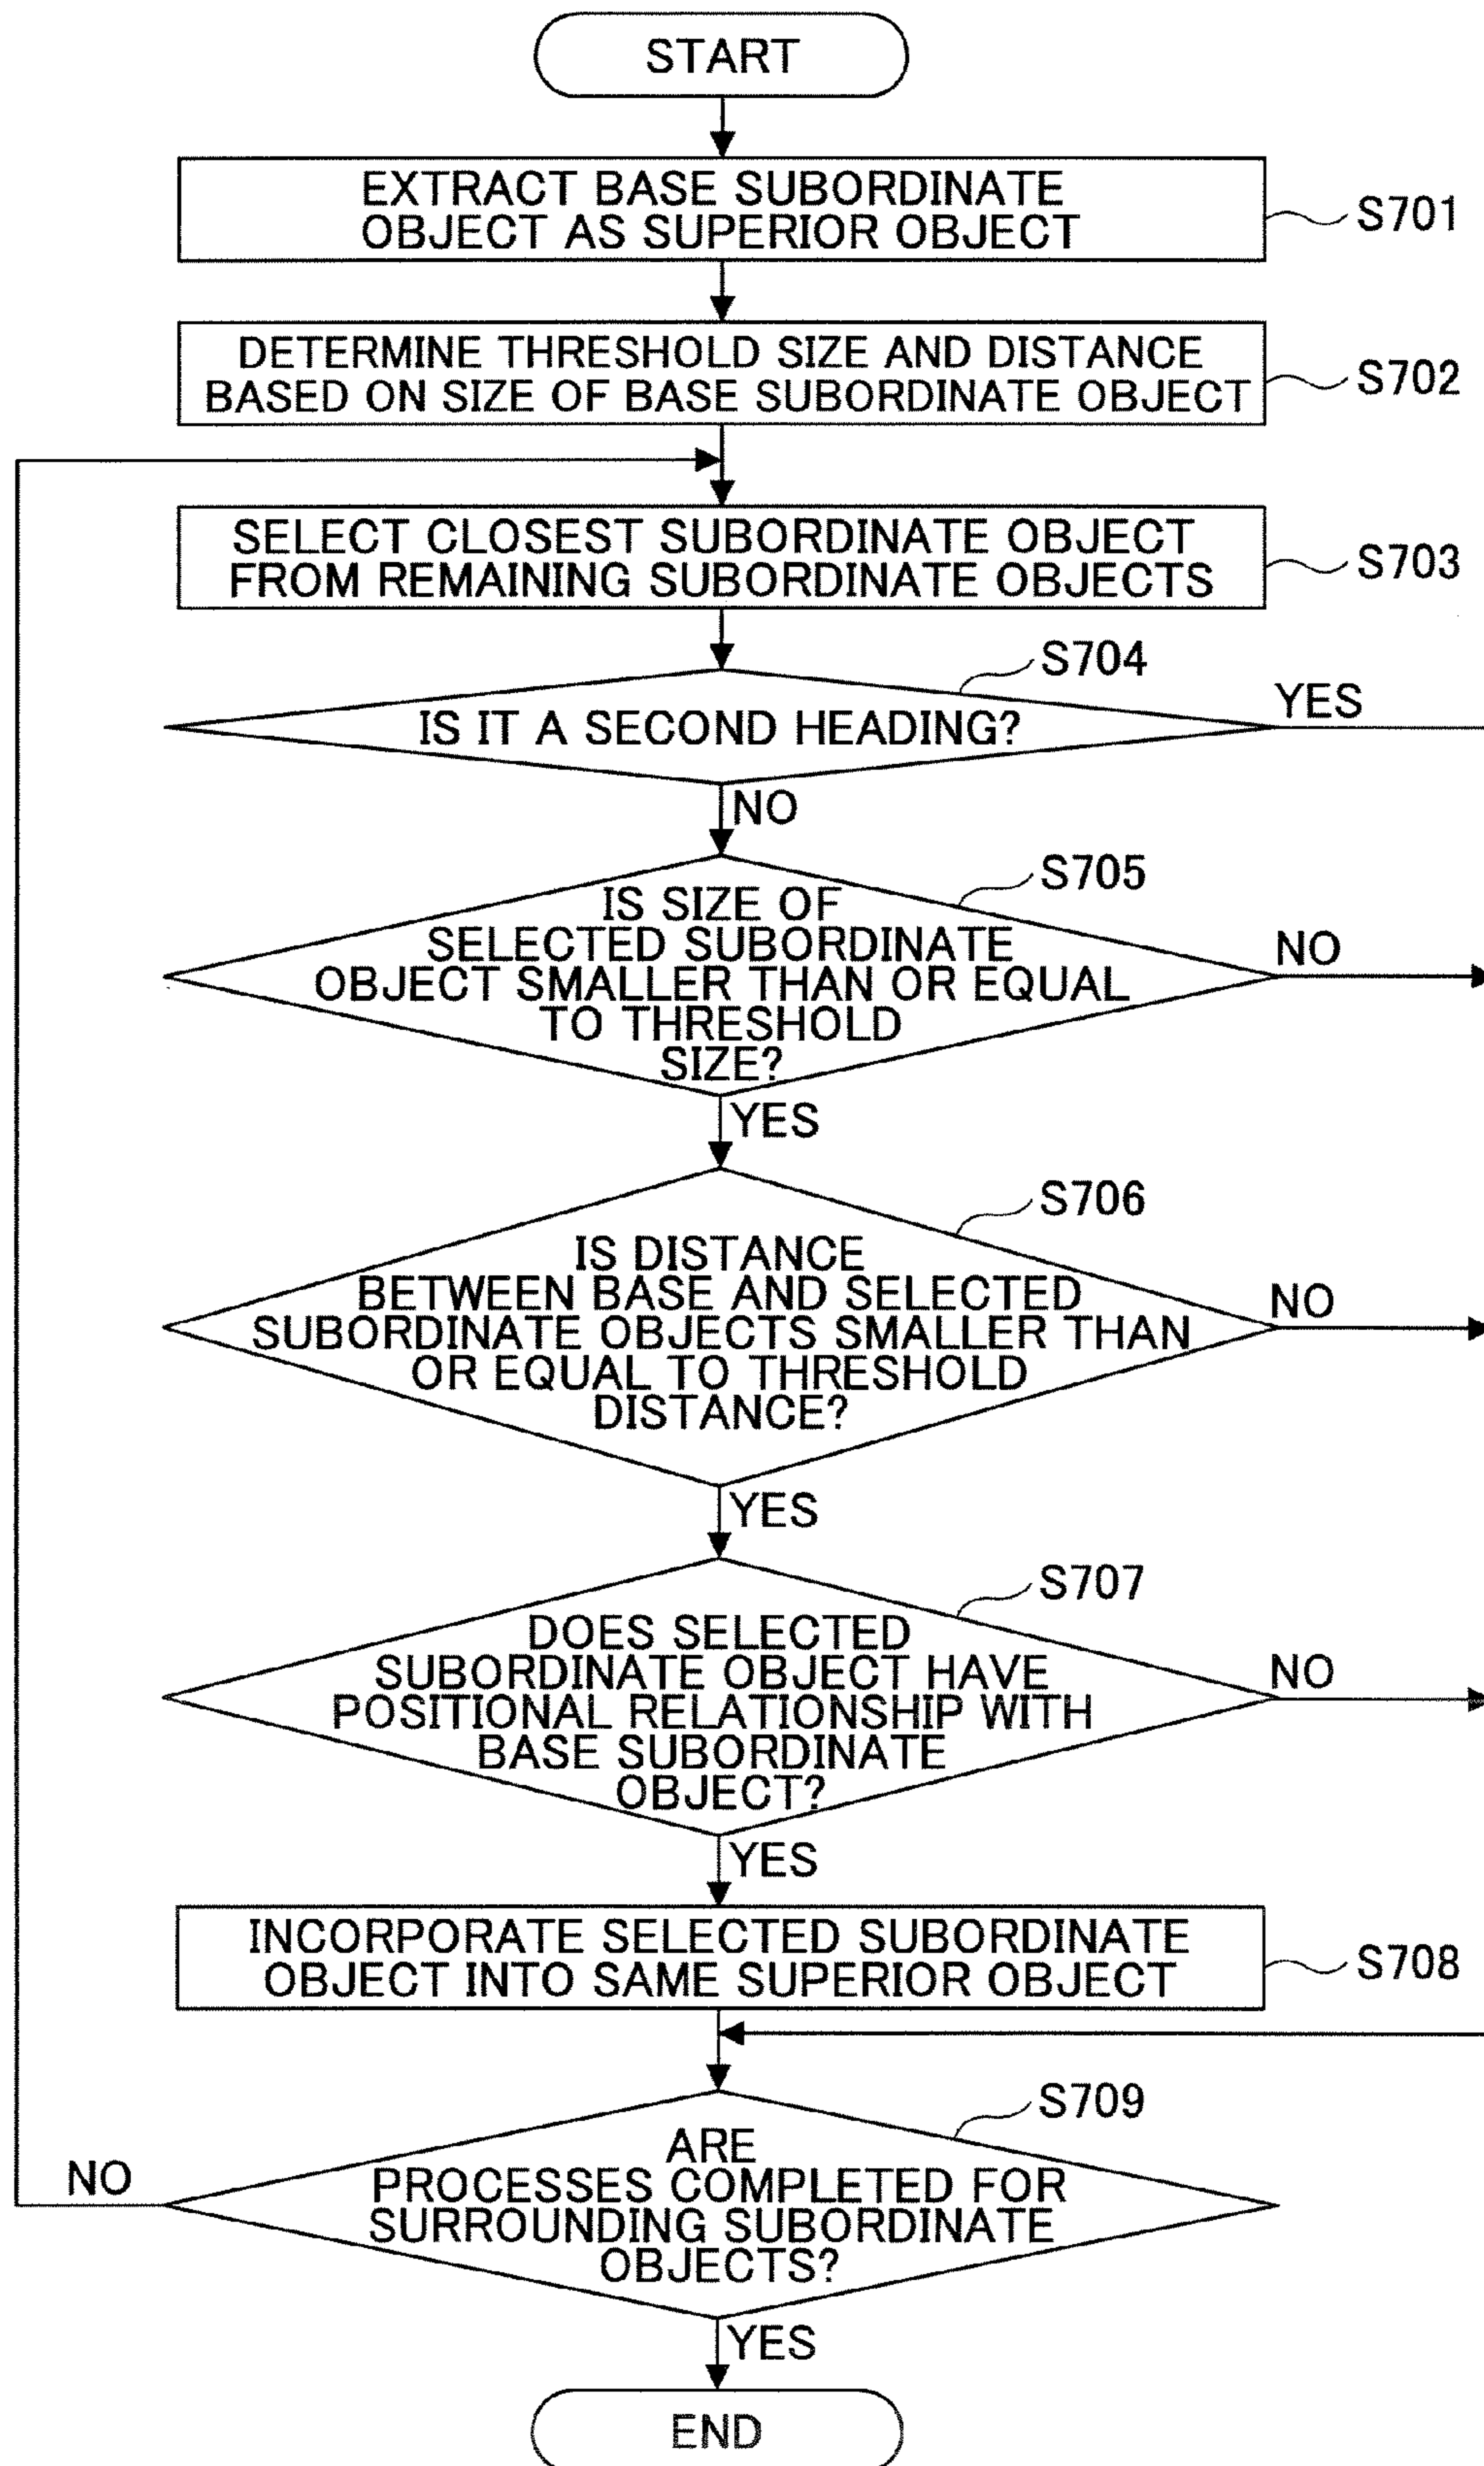 START
EXTRACT BASE SUBORDINATE
OBJECT AS SUPERIOR OBJECT
S701
DETERMINE THRESHOLD SIZE AND DISTANCE
BASED ON SIZE OF BASE SUBORDINATE OBJECT
S702
SELECT CLOSEST SUBORDINATE OBJECT
FROM REMAINING SUBORDINATE OBJECTS
S703
S704
IS IT A SECOND HEADING?
YES
NO
S705
IS SIZE OF
SELECTED SUBORDINATE
OBJECT SMALLER THAN OR EQUAL
TO THRESHOLD
SIZE?
NO
YES
S706
IS DISTANCE
BETWEEN BASE AND SELECTED
SUBORDINATE OBJECTS SMALLER THAN
OR EQUAL TO THRESHOLD
DISTANCE?
NO
YES
S707
DOES SELECTED
SUBORDINATE OBJECT HAVE
POSITIONAL RELATIONSHIP WITH
BASE SUBORDINATE
OBJECT?
NO
YES
INCORPORATE SELECTED SUBORDINATE
OBJECT INTO SAME SUPERIOR OBJECT
S708
S709
ARE
PROCESSES COMPLETED FOR
SURROUNDING SUBORDINATE
OBJECTS?
NO
YES
END